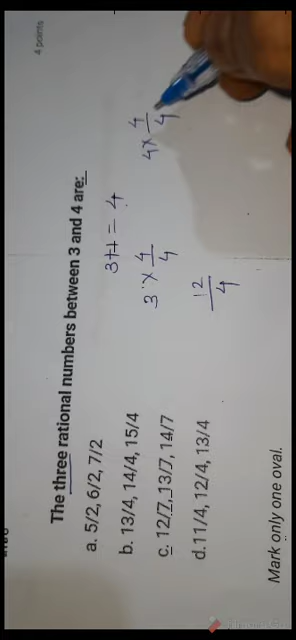 4 points
The three rational numbers between 3 and 4 are:
a. 5/2, 6/2, 7/2
b. 13/4, 14/4, 15/4
c. 12/7, 13/7, 14/7
d.11/4, 12/4, 13/4
3+1 = 4
3 × 4/4
4 × 4/4
12/4
Mark only one oval.